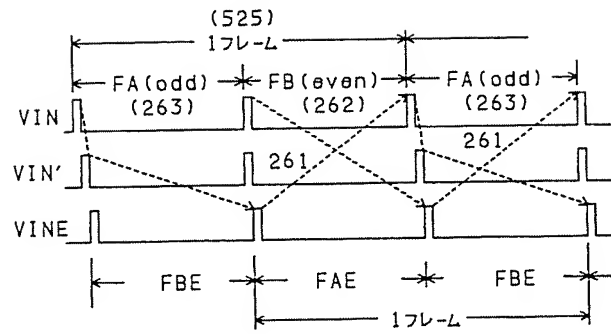 (525)
1フレーム
FA(odd) FB(even) FA(odd)
(263) (262) (263)
VIN
261 261
VIN'
VINE
FBE FAE FBE
1フレーム